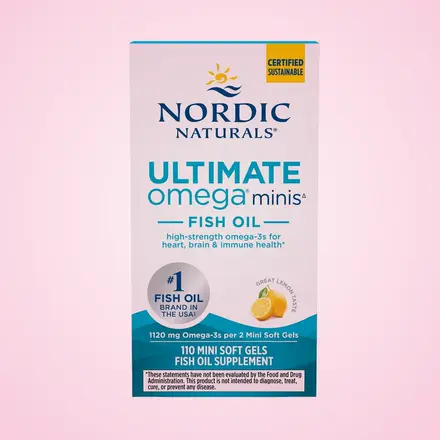 CERTIFIED
SUSTAINABLE
NORDIC
NATURALS®
ULTIMATE
omega® minis∆
FISH OIL
high-strength omega-3s for
heart, brain & immune health*
#1
FISH OIL
BRAND IN
THE USA!
GREAT LEMON TASTE
1120 mg Omega-3s per 2 Mini Soft Gels
110 MINI SOFT GELS
FISH OIL SUPPLEMENT
*These statements have not been evaluated by the Food and Drug
Administration. This product is not intended to diagnose, treat,
cure, or prevent any disease.